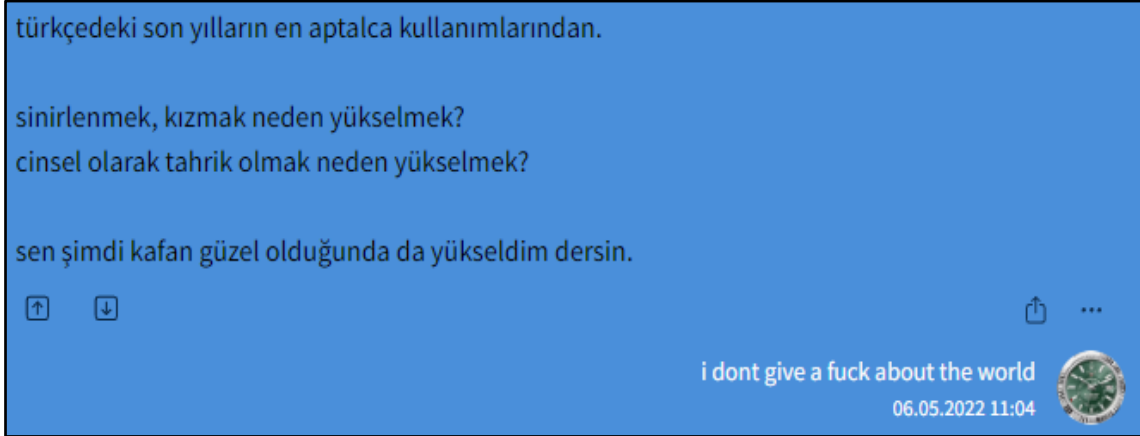 türkçedeki son yılların en aptalca kullanımlarından.
sinirlenmek, kızmak neden yükselmek?
cinsel olarak tahrik olmak neden yükselmek?
sen şimdi kafan güzel olduğunda da yükseldim dersin.
i dont give a fuck about the world
06.05.2022 11:04